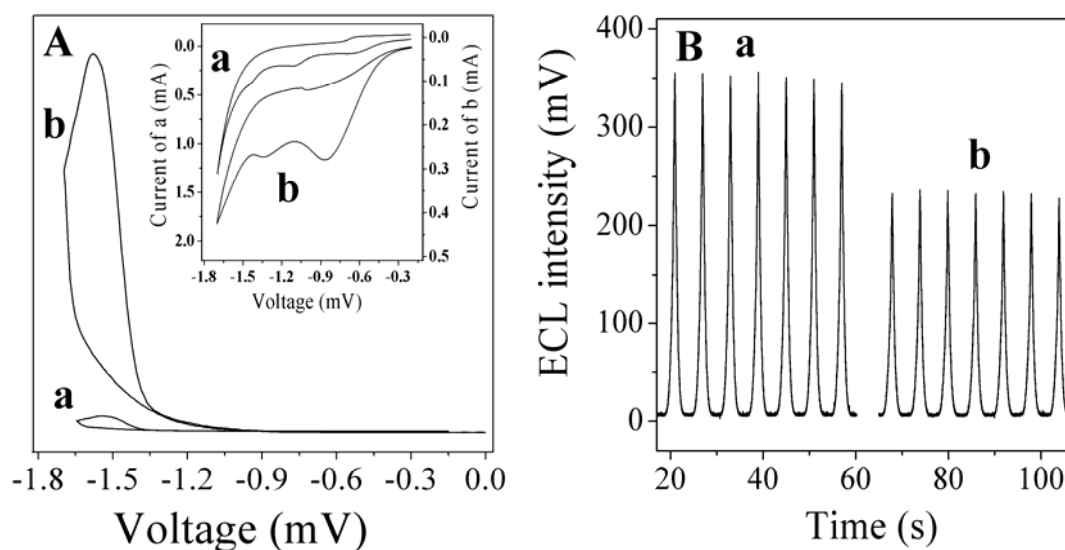 A
b
a
a
b
0.0
0.5
1.0
1.5
2.0
Current of a (mA)
0.0
0.1
0.2
0.3
0.4
0.5
Current of b (mA)
-1.8 -1.5 -1.2 -0.9 -0.6 -0.3
Voltage (mV)
-1.8 -1.5 -1.2 -0.9 -0.6 -0.3 0.0
Voltage (mV)
B
a
b
400
300
200
100
0
ECL intensity (mV)
20 40 60 80 100
Time (s)